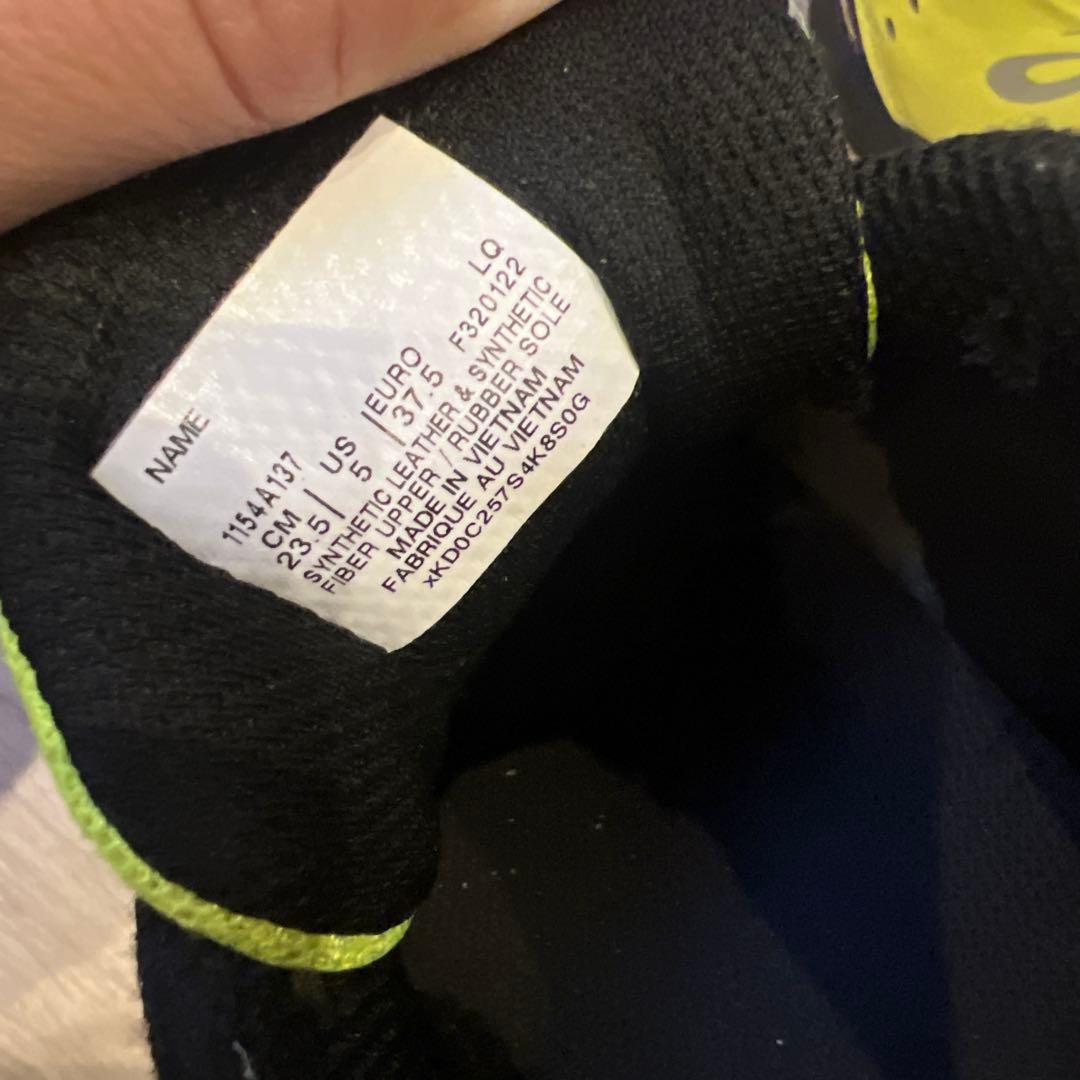 NAME
LQ
1154A137 F320122
CM | US | EURO
23.5 | 5 | 37.5
SYNTHETIC LEATHER & SYNTHETIC
FIBER UPPER / RUBBER SOLE
MADE IN VIETNAM
FABRIQUE AU VIETNAM
xKD0C257S4K8S0G